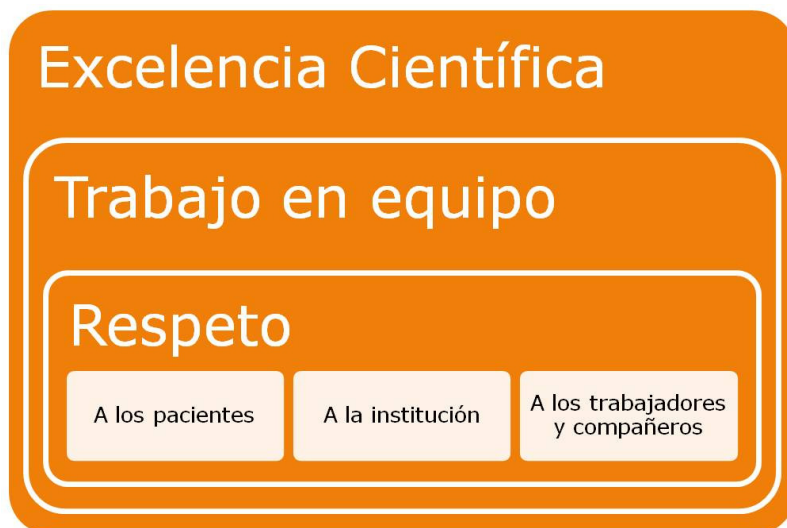 Excelencia Científica
Trabajo en equipo
Respeto
A los pacientes
A la institución
A los trabajadores
y compañeros